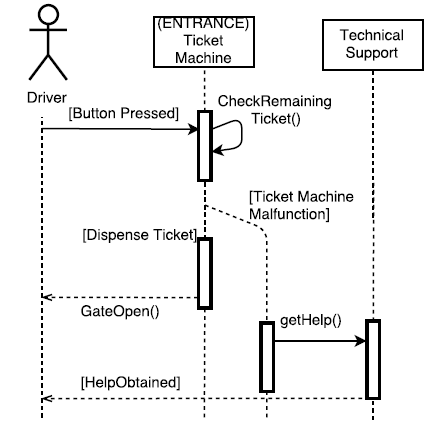 (ENTRANCE)
Ticket
Machine
Technical
Support
Driver
[Button Pressed]
CheckRemaining
Ticket()
[Ticket Machine
Malfunction]
[Dispense Ticket]
GateOpen()
getHelp()
[HelpObtained]